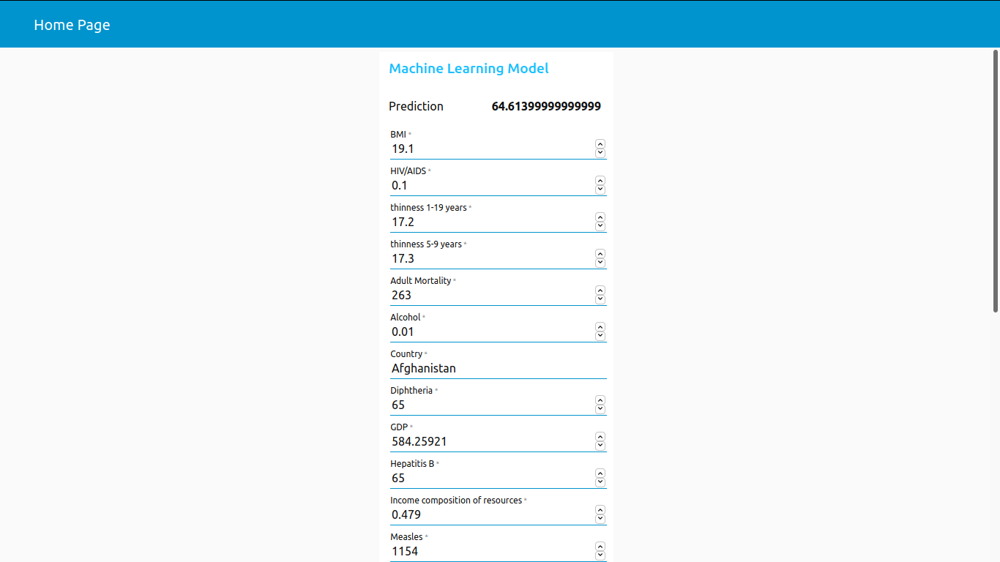 Home Page
Machine Learning Model
Prediction 64.61399999999999
BMI *
19.1
HIV/AIDS *
0.1
thinness 1-19 years *
17.2
thinness 5-9 years *
17.3
Adult Mortality *
263
Alcohol *
0.01
Country *
Afghanistan
Diphtheria *
65
GDP *
584.25921
Hepatitis B *
65
Income composition of resources *
0.479
Measles *
1154